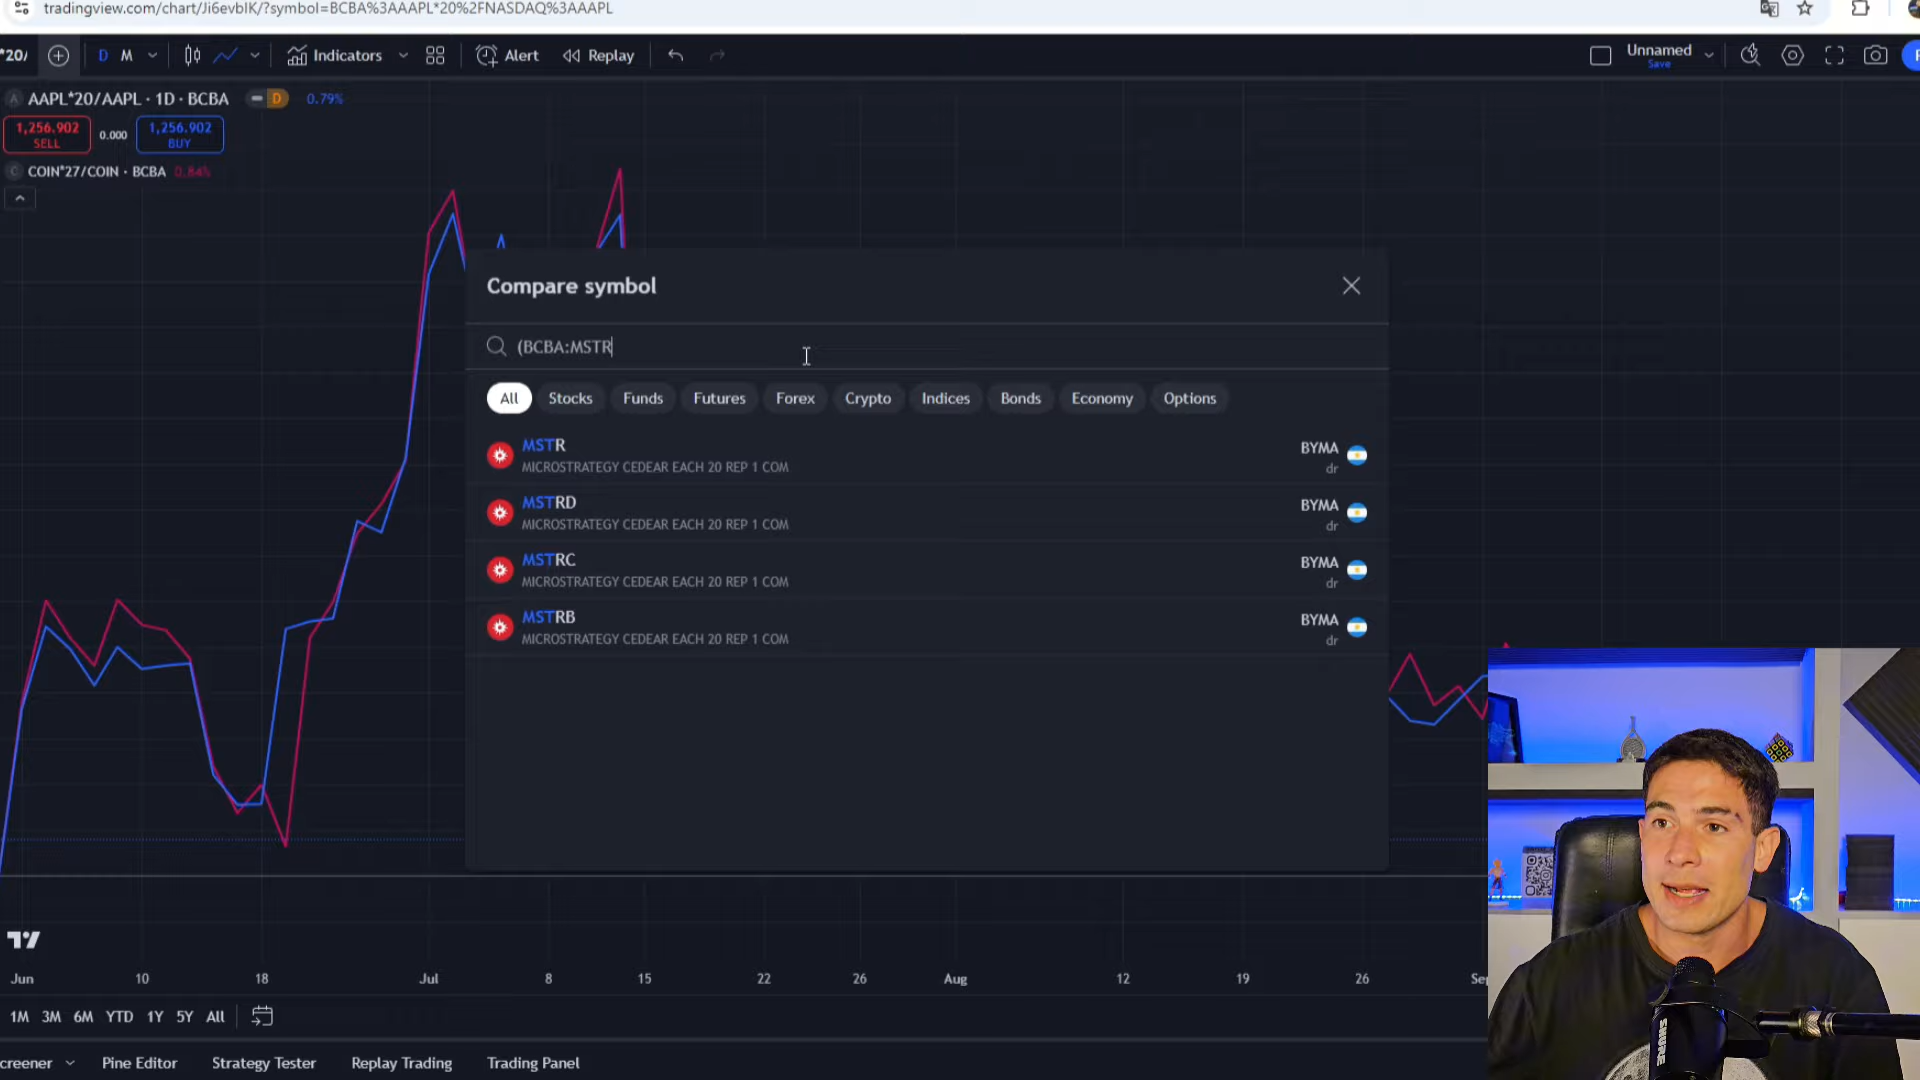 tradingview.com/chart/Ji6evbIK/?symbol=BCBA%3AAAPL*20%2FNASDAQ%3AAAPL
*20/ D M Indicators Alert Replay Unnamed
Save
AAPL*20/AAPL · 1D · BCBA D 0.79%
1,256.902 0.000 1,256.902
SELL BUY
COIN*27/COIN · BCBA 0.84%
Compare symbol
(BCBA:MSTR
All Stocks Funds Futures Forex Crypto Indices Bonds Economy Options
MSTR BYMA
MICROSTRATEGY CEDEAR EACH 20 REP 1 COM dr
MSTRD BYMA
MICROSTRATEGY CEDEAR EACH 20 REP 1 COM dr
MSTRC BYMA
MICROSTRATEGY CEDEAR EACH 20 REP 1 COM dr
MSTRB BYMA
MICROSTRATEGY CEDEAR EACH 20 REP 1 COM dr
Jun 10 18 Jul 8 15 22 26 Aug 12 19 26 Sep
1M 3M 6M YTD 1Y 5Y All
creener Pine Editor Strategy Tester Replay Trading Trading Panel
SHURE